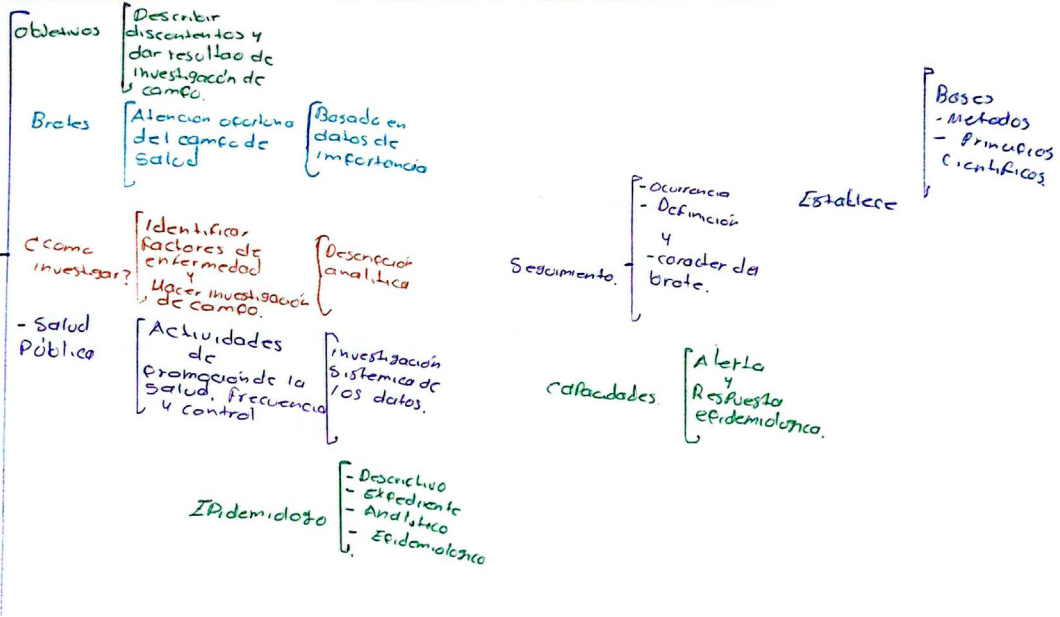 Objetivos
Describir
discontentos y
dar resultao de
investigación de
campo.
Brotes
Atencion oportuna
del campo de
salud
Basado en
datos de
importancia
¿como
investigar?
Identificar
factores de
enfermedad
y
Hacer investigación
de campo.
Descripción
analitica
- Salud
Pública
Actividades
de
promoción de la
salud, frecuencia
y control
investigación
Sistemica de
los datos.
IPidemiologo
- Descriptivo
- Expediente
- Analitico
- Epidemiologico
Seguimiento.
- ocurrencia
- Definición
y
- caracter del
brote.
Establece
Bases
- Metodos
- Principios
Cientificos.
Capacidades.
Alerta
y
Respuesta
epidemiologica.